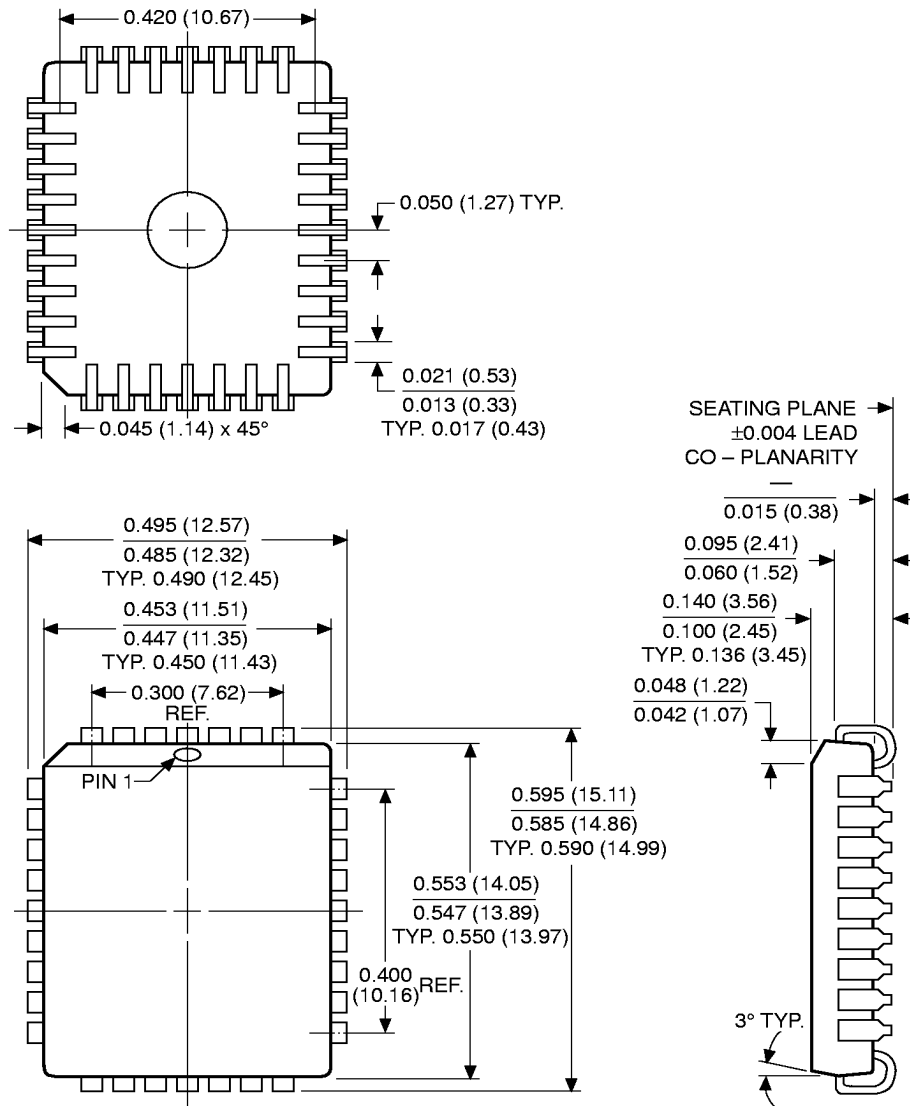 0.420 (10.67)
0.050 (1.27) TYP.
0.021 (0.53)
0.013 (0.33)
TYP. 0.017 (0.43)
0.045 (1.14) x 45°
SEATING PLANE
±0.004 LEAD
CO – PLANARITY
—
0.015 (0.38)
0.095 (2.41)
0.060 (1.52)
0.140 (3.56)
0.100 (2.45)
TYP. 0.136 (3.45)
0.048 (1.22)
0.042 (1.07)
0.495 (12.57)
0.485 (12.32)
TYP. 0.490 (12.45)
0.453 (11.51)
0.447 (11.35)
TYP. 0.450 (11.43)
0.300 (7.62)
REF.
PIN 1
0.595 (15.11)
0.585 (14.86)
TYP. 0.590 (14.99)
0.553 (14.05)
0.547 (13.89)
TYP. 0.550 (13.97)
0.400
(10.16) REF.
3° TYP.